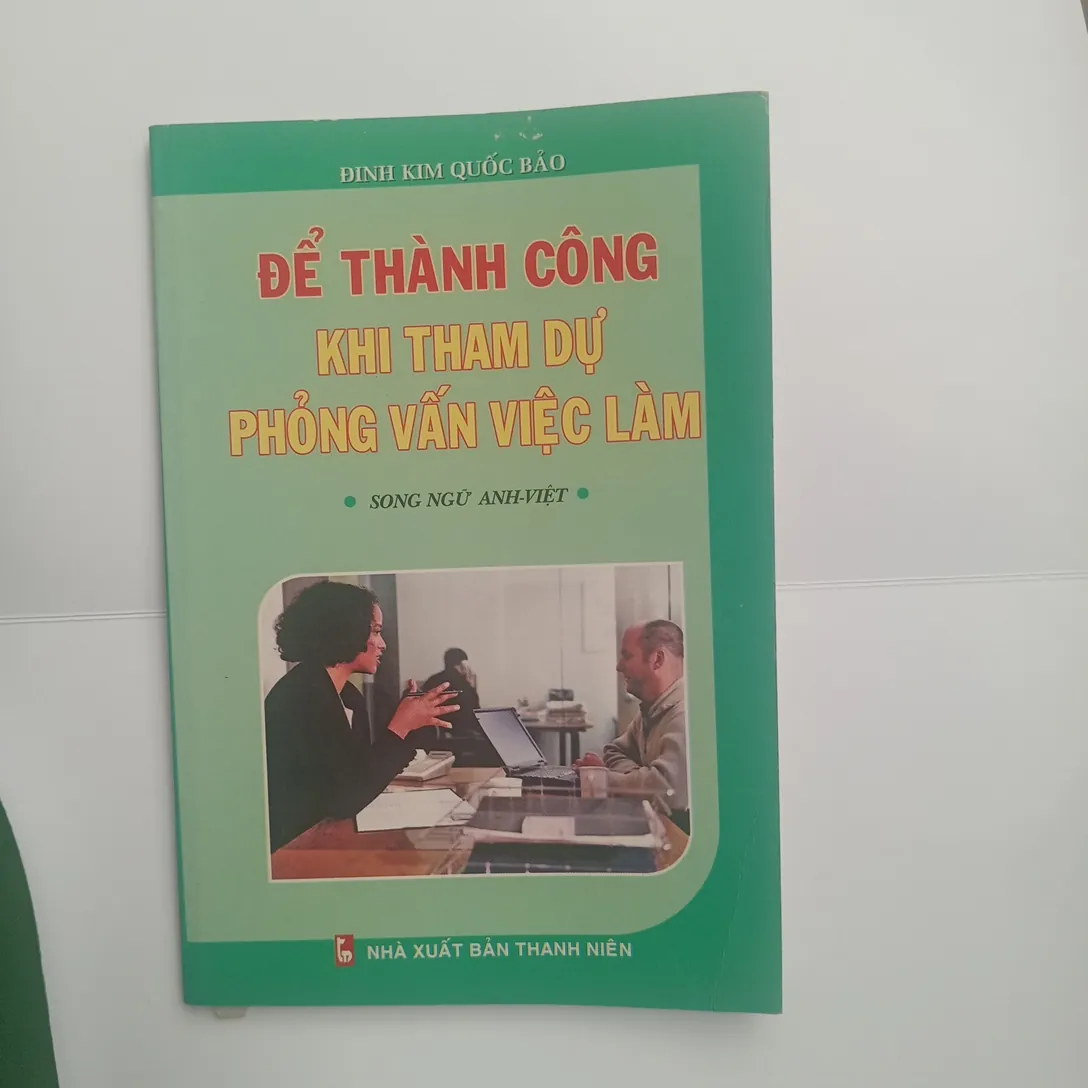 ĐINH KIM QUỐC BẢO
ĐỂ THÀNH CÔNG
KHI THAM DỰ
PHỎNG VẤN VIỆC LÀM
• SONG NGỮ ANH-VIỆT •
NHÀ XUẤT BẢN THANH NIÊN